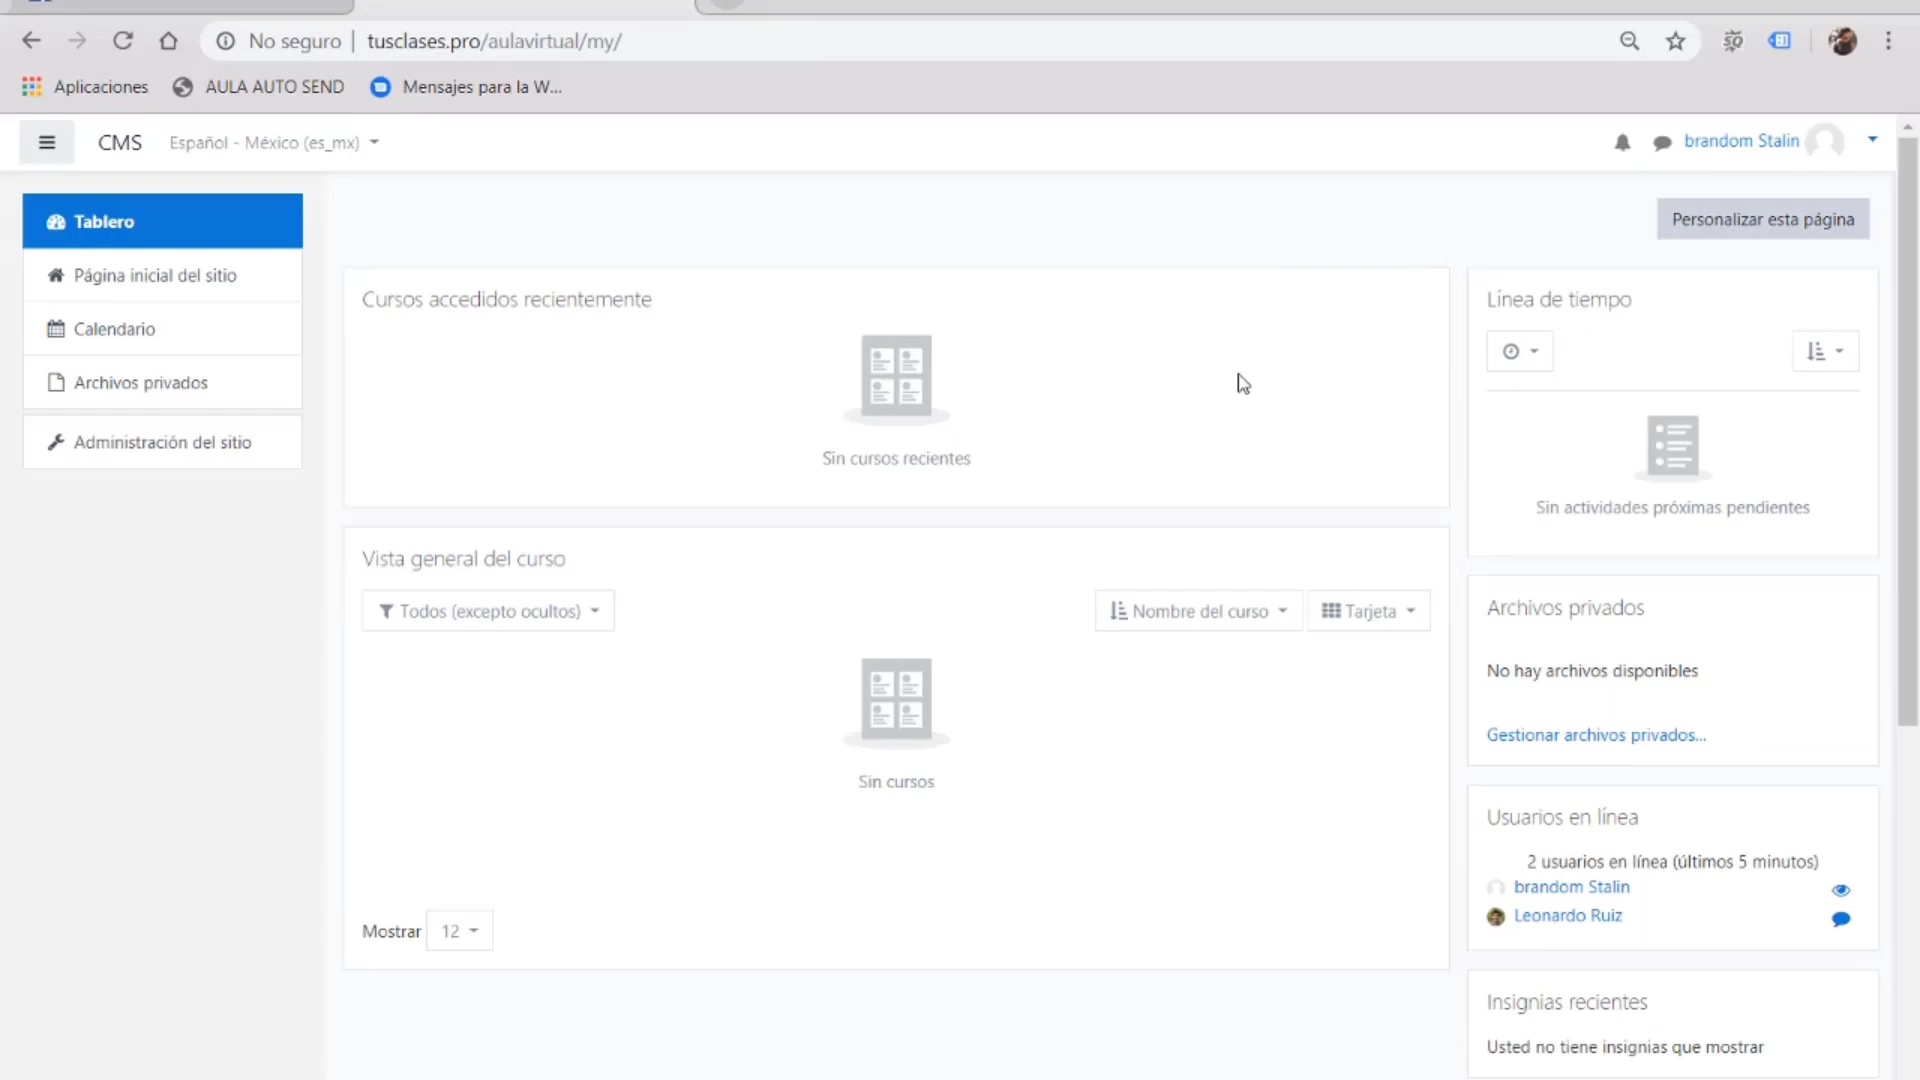 No seguro | tusclases.pro/aulavirtual/my/
Aplicaciones AULA AUTO SEND Mensajes para la W...
CMS Español - México (es_mx) brandom Stalin
Tablero
Página inicial del sitio
Calendario
Archivos privados
Administración del sitio
Personalizar esta página
Cursos accedidos recientemente
Sin cursos recientes
Vista general del curso
Todos (excepto ocultos) Nombre del curso Tarjeta
Sin cursos
Mostrar 12
Línea de tiempo
Sin actividades próximas pendientes
Archivos privados
No hay archivos disponibles
Gestionar archivos privados...
Usuarios en línea
2 usuarios en línea (últimos 5 minutos)
brandom Stalin
Leonardo Ruiz
Insignias recientes
Usted no tiene insignias que mostrar